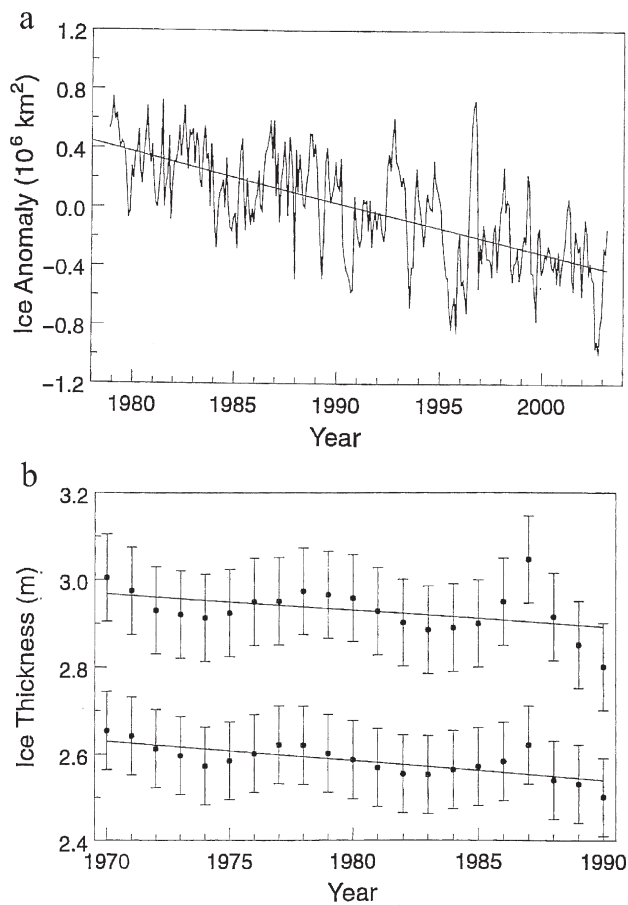 a
1.2
0.8
0.4
0.0
−0.4
−0.8
−1.2
Ice Anomaly (10⁶ km²)
1980 1985 1990 1995 2000
Year
b
3.2
3.0
2.8
2.6
2.4
Ice Thickness (m)
1970 1975 1980 1985 1990
Year